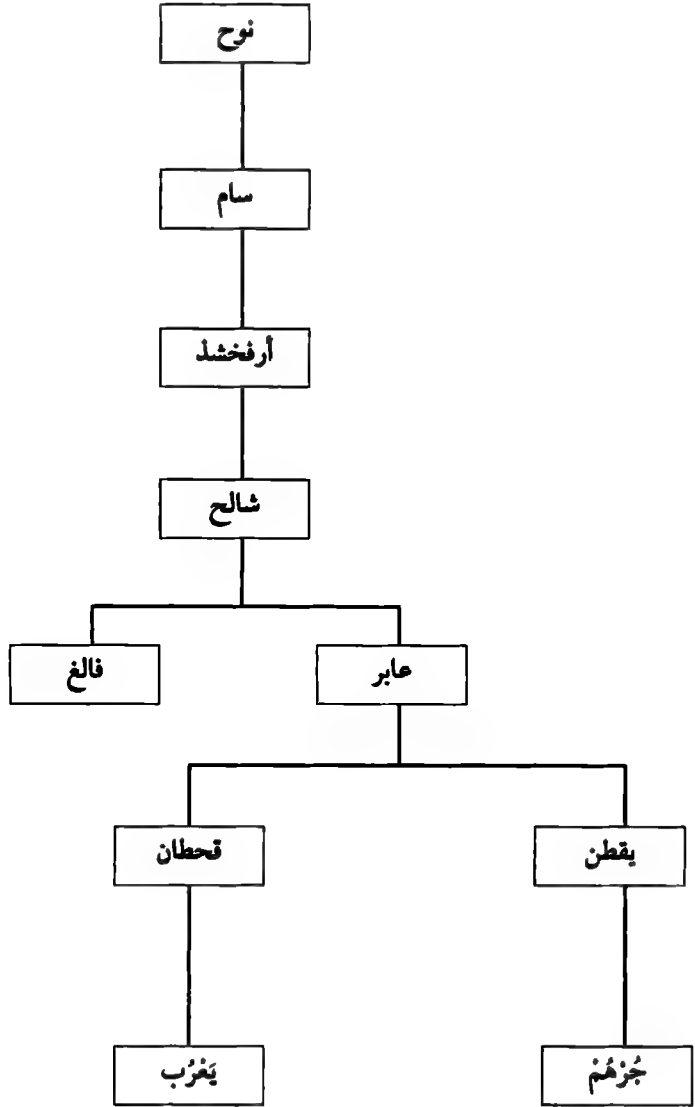 نوح
سام
أرفخشذ
شالح
عابر
فالغ
يقطن
قحطان
جُرْهُمْ
يَعْرُب